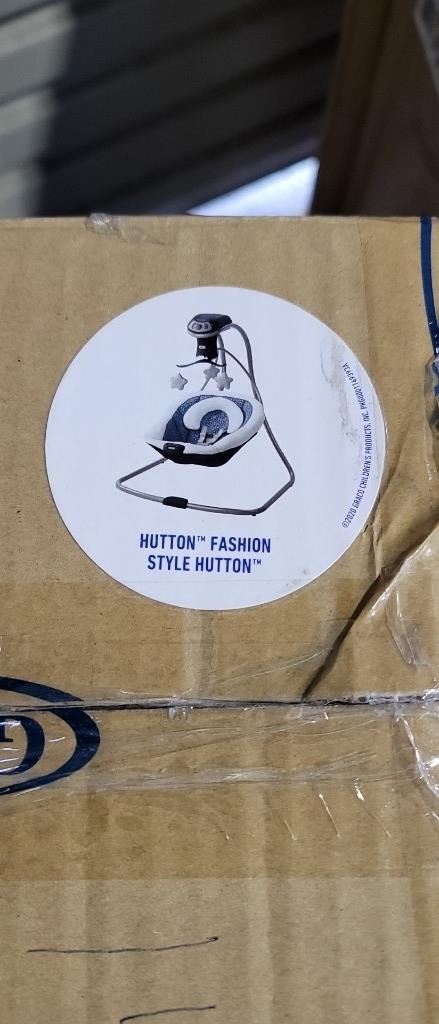 HUTTON™ FASHION
STYLE HUTTON™
©2020 GRACO CHILDREN'S PRODUCTS, INC.